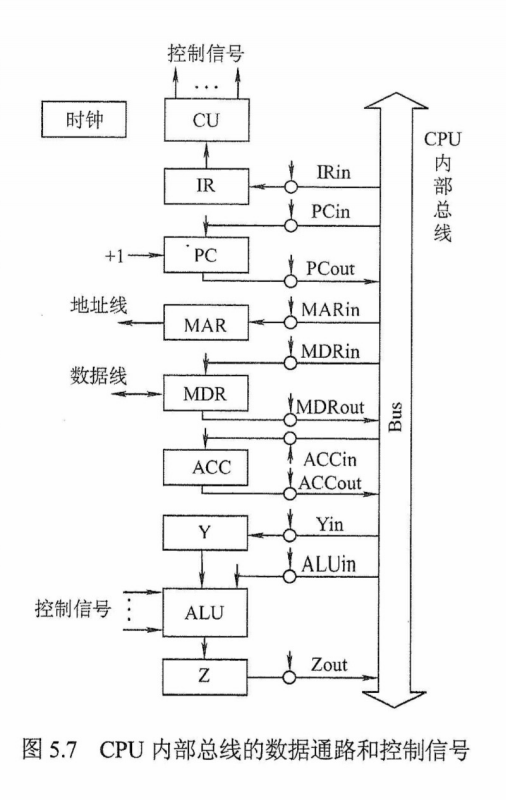 控制信号
...
时钟
CU
CPU内部总线
IR
IRin
PCin
+1
PC
PCout
地址线
MAR
MARin
MDRin
数据线
MDR
MDRout
Bus
ACC
ACCin
ACCout
Y
Yin
ALUin
控制信号
ALU
Z
Zout
图 5.7 CPU 内部总线的数据通路和控制信号